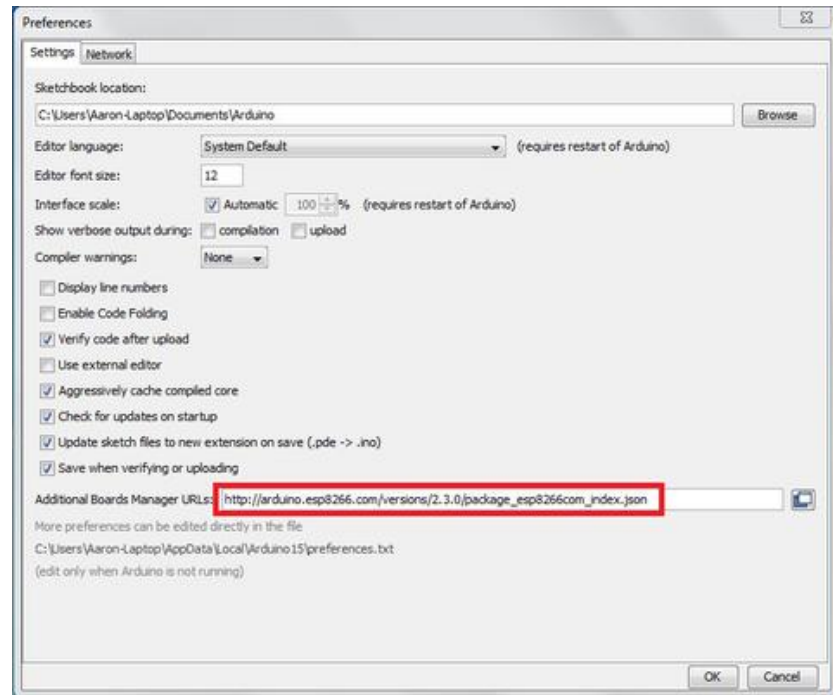 Preferences
Settings Network
Sketchbook location:
C:\Users\Aaron-Laptop\Documents\Arduino Browse
Editor language: System Default (requires restart of Arduino)
Editor font size: 12
Interface scale: Automatic 100 % (requires restart of Arduino)
Show verbose output during: compilation upload
Compiler warnings: None
Display line numbers
Enable Code Folding
Verify code after upload
Use external editor
Aggressively cache compiled core
Check for updates on startup
Update sketch files to new extension on save (.pde -> .ino)
Save when verifying or uploading
Additional Boards Manager URLs: http://arduino.esp8266.com/versions/2.3.0/package_esp8266com_index.json
More preferences can be edited directly in the file
C:\Users\Aaron-Laptop\AppData\Local\Arduino15\preferences.txt
(edit only when Arduino is not running)
OK Cancel